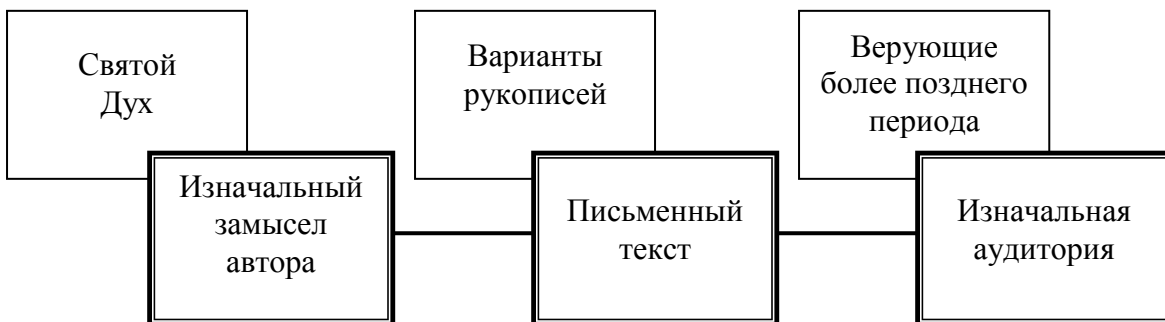 Святой
Дух
Варианты
рукописей
Верующие
более позднего
периода
Изначальный
замысел
автора
Письменный
текст
Изначальная
аудитория